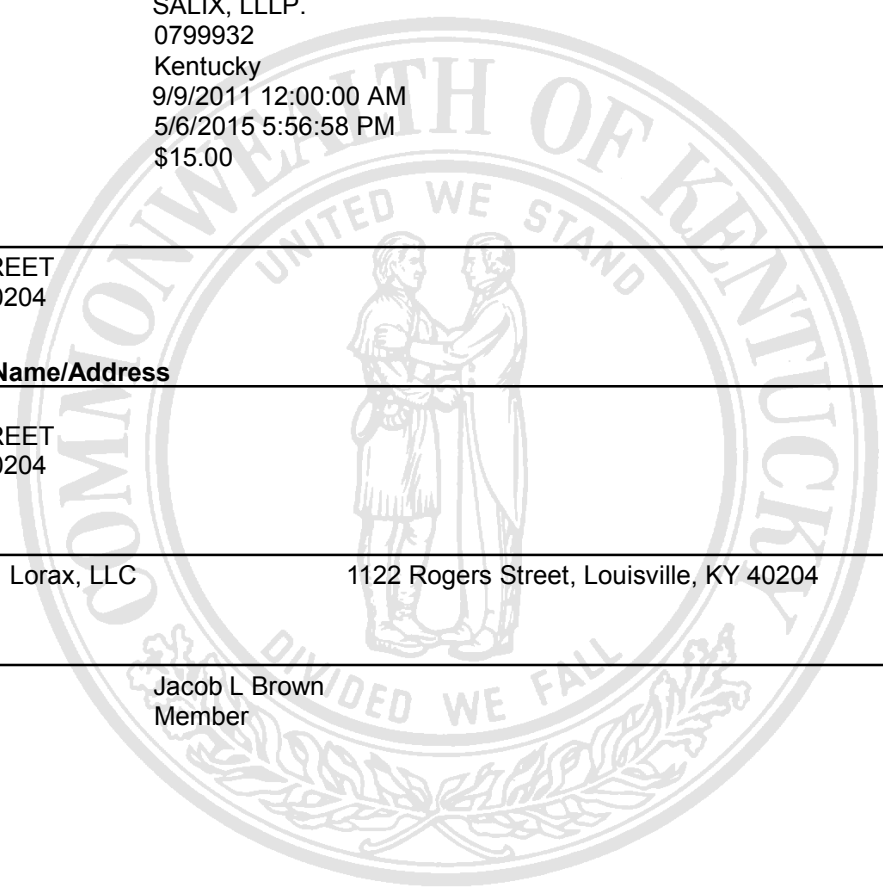 SALIX, LLLP.
0799932
Kentucky
9/9/2011 12:00:00 AM
5/6/2015 5:56:58 PM
$15.00
REET
0204
Name/Address
REET
0204
Lorax, LLC 1122 Rogers Street, Louisville, KY 40204
Jacob L Brown
Member
COMMONWEALTH OF KENTUCKY
UNITED WE STAND
DIVIDED WE FALL